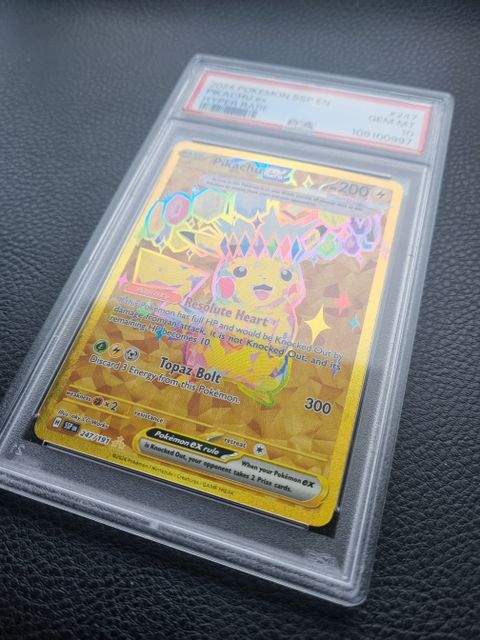 2024 POKEMON SSP EN #247
PIKACHU ex GEM MT
HYPER RARE 10
PSA 109100997
Pikachu ex 200
Resolute Heart
If this Pokémon has full HP and would be Knocked Out by
damage from an attack, it is not Knocked Out, and its
remaining HP becomes 10.
Topaz Bolt 300
Discard 3 Energy from this Pokémon.
weakness × 2 resistance retreat
Pokémon ex rule When your Pokémon ex
is Knocked Out, your opponent takes 2 Prize cards.
H SSP EN 247/191
©2024 Pokémon / Nintendo / Creatures / GAME FREAK